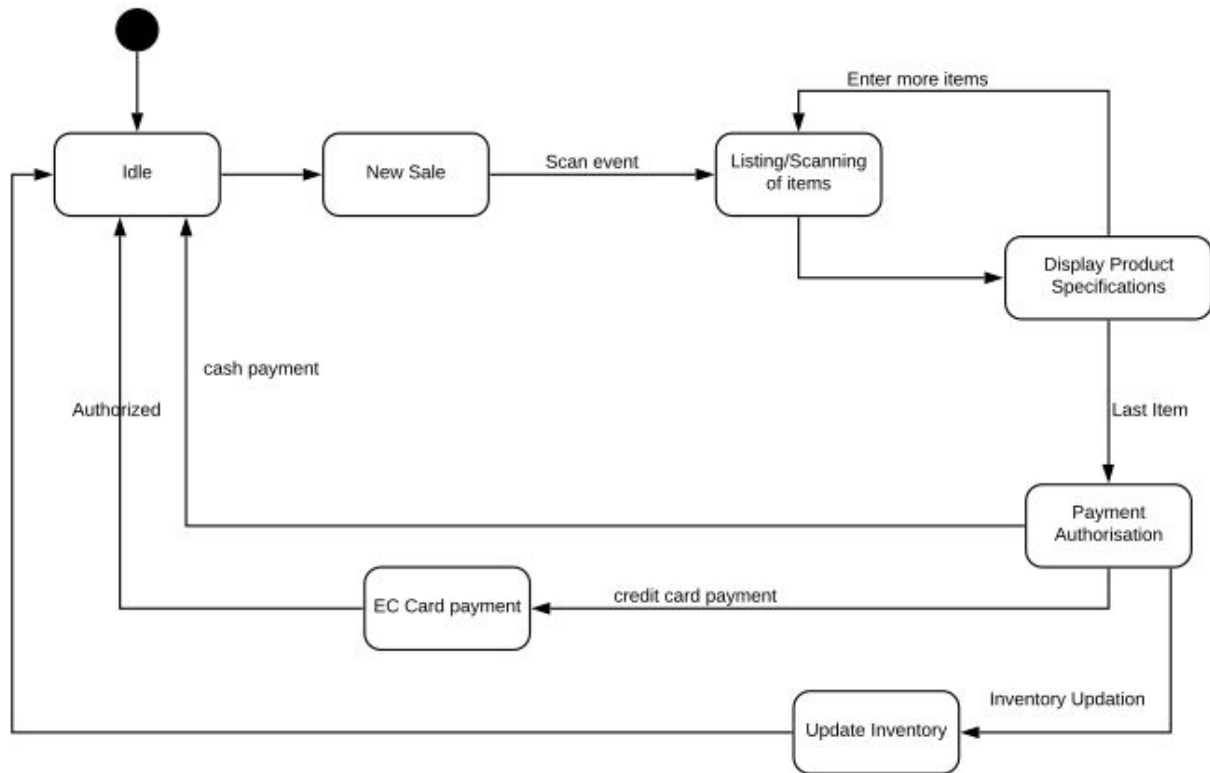 Enter more items
Idle
New Sale
Scan event
Listing/Scanning
of items
Display Product
Specifications
cash payment
Authorized
Last Item
Payment
Authorisation
EC Card payment
credit card payment
Inventory Updation
Update Inventory